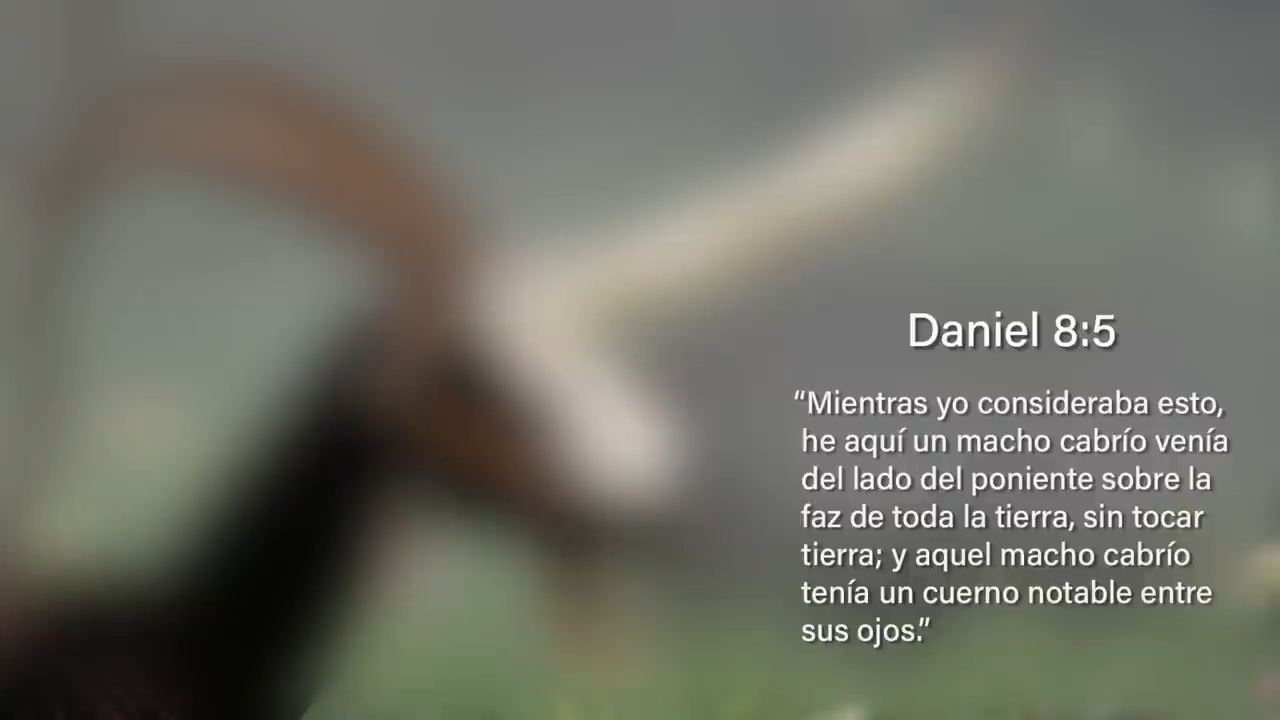 Daniel 8:5
“Mientras yo consideraba esto,
he aquí un macho cabrío venía
del lado del poniente sobre la
faz de toda la tierra, sin tocar
tierra; y aquel macho cabrío
tenía un cuerno notable entre
sus ojos.”